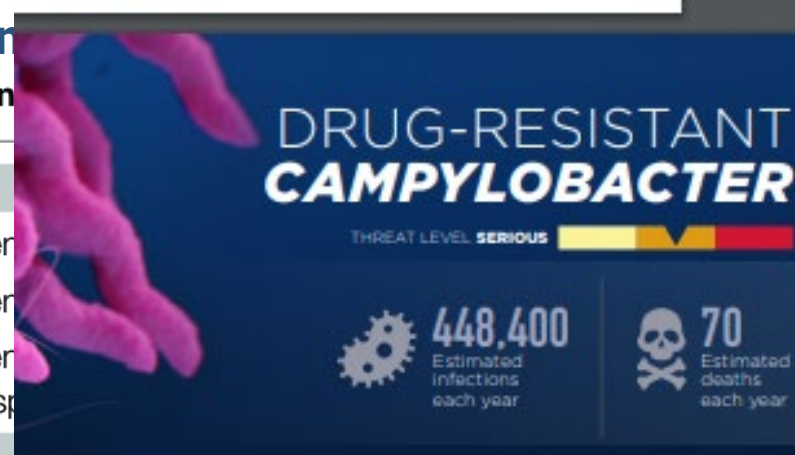 DRUG-RESISTANT
CAMPYLOBACTER
THREAT LEVEL SERIOUS
448,400
Estimated
infections
each year
70
Estimated
deaths
each year